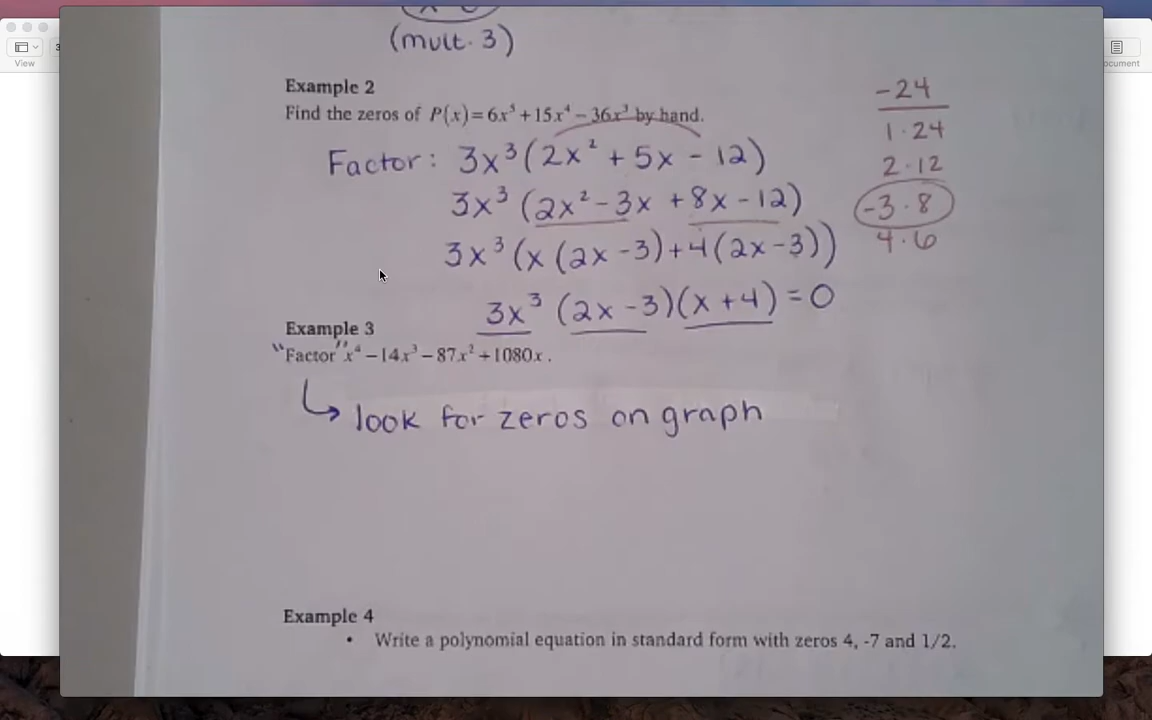 (mult. 3)
Example 2
Find the zeros of P(x)=6x⁵+15x⁴−36x³ by hand.
Factor: 3x³(2x² + 5x − 12)
3x³ (2x² − 3x + 8x − 12)
3x³ (x (2x − 3) + 4 (2x − 3))
3x³ (2x − 3)(x + 4) = 0
−24
1·24
2·12
−3·8
4·6
Example 3
"Factor" x⁴−14x³−87x²+1080x.
↳ look for zeros on graph
Example 4
• Write a polynomial equation in standard form with zeros 4, -7 and 1/2.
View